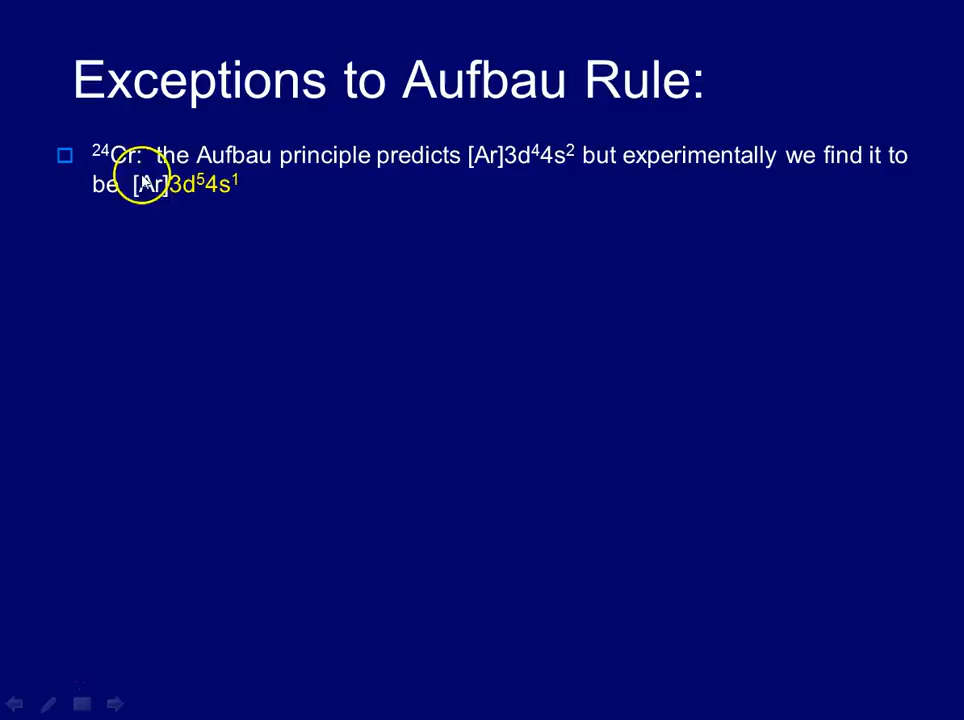 Exceptions to Aufbau Rule:
²⁴Cr: the Aufbau principle predicts [Ar]3d⁴4s² but experimentally we find it to
be [Ar]3d⁵4s¹